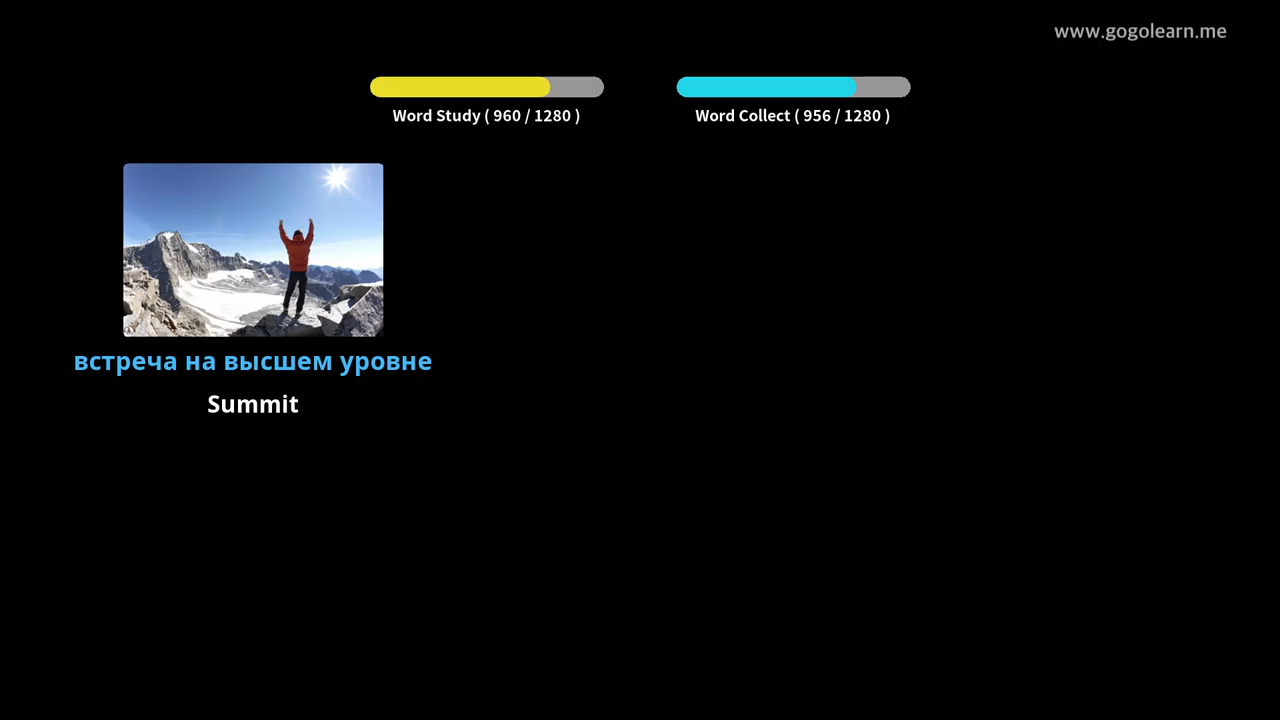 www.gogolearn.me
Word Study ( 960 / 1280 )
Word Collect ( 956 / 1280 )
встреча на высшем уровне
Summit